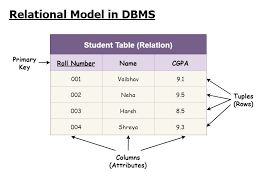 Relational Model in DBMS
Student Table (Relation)
Primary
Key
Roll Number Name CGPA
001 Vaibhav 9.1
002 Neha 9.5
003 Harsh 8.5
004 Shreya 9.3
Tuples
(Rows)
Columns
(Attributes)